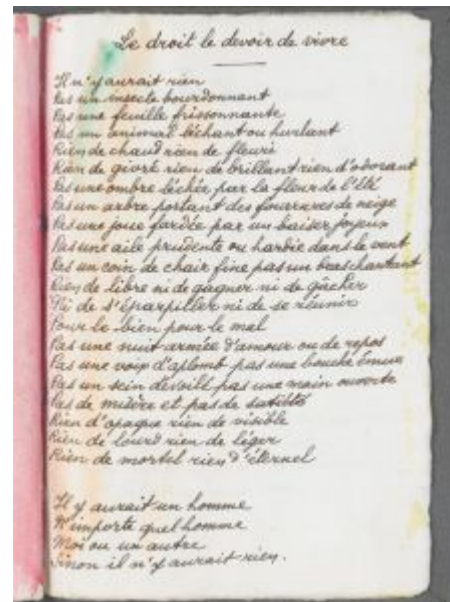 Le droit le devoir de vivre
Il n'y aurait rien
Pas un insecte bourdonnant
Pas une feuille frissonnante
Pas un animal léchant ou hurlant
Rien de chaud rien de fleuri
Rien de givré rien de brillant rien d'odorant
Pas une ombre léchée par la fleur de l'été
Pas un arbre portant des fourrures de neige
Pas une joue fardée par un baiser joyeux
Pas une aile prudente ou hardie dans le vent
Pas un coin de chair fine pas un bras chantant
Rien de libre ni de gagner ni de gâcher
Ni de s'éparpiller ni de se réunir
Pour le bien pour le mal
Pas une nuit armée d'amour ou de repos
Pas une voix d'aplomb pas une bouche émue
Pas un sein dévoilé pas une main ouverte
Pas de misère et pas de satiété
Rien d'opaque rien de visible
Rien de lourd rien de léger
Rien de mortel rien d'éternel
Il y aurait un homme
N'importe quel homme
Moi ou un autre
Sinon il n'y aurait rien.